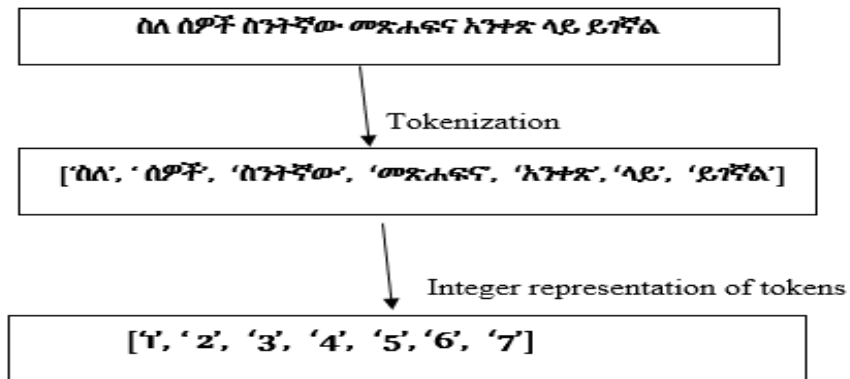 ስለ ሰዎች ስንትኛው መጽሐፍና አንቀጽ ላይ ይገኛል
Tokenization
[‘ስለ’, ‘ ሰዎች’, ‘ስንትኛው’, ‘መጽሐፍና’, ‘አንቀጽ’, ‘ላይ’, ‘ይገኛል’]
Integer representation of tokens
[‘1’, ‘ 2’, ‘3’, ‘4’, ‘5’, ‘6’, ‘7’]